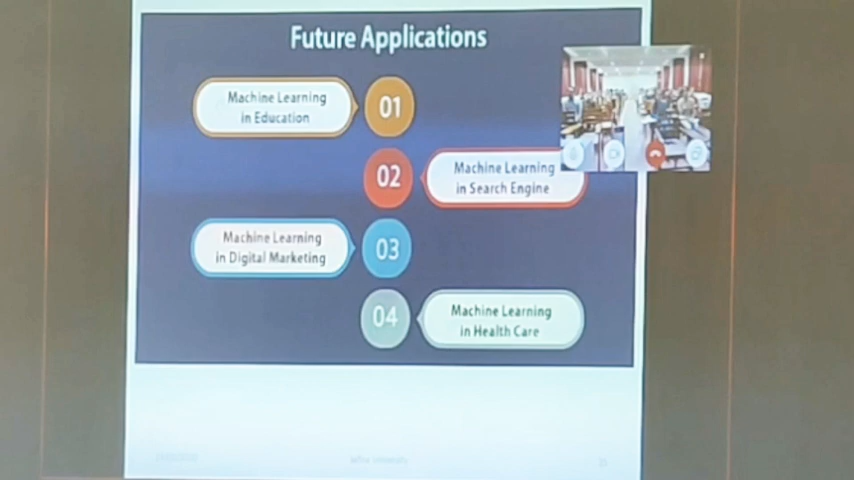 Future Applications
Machine Learning
in Education
01
02
Machine Learning
in Search Engine
Machine Learning
in Digital Marketing
03
04
Machine Learning
in Health Care